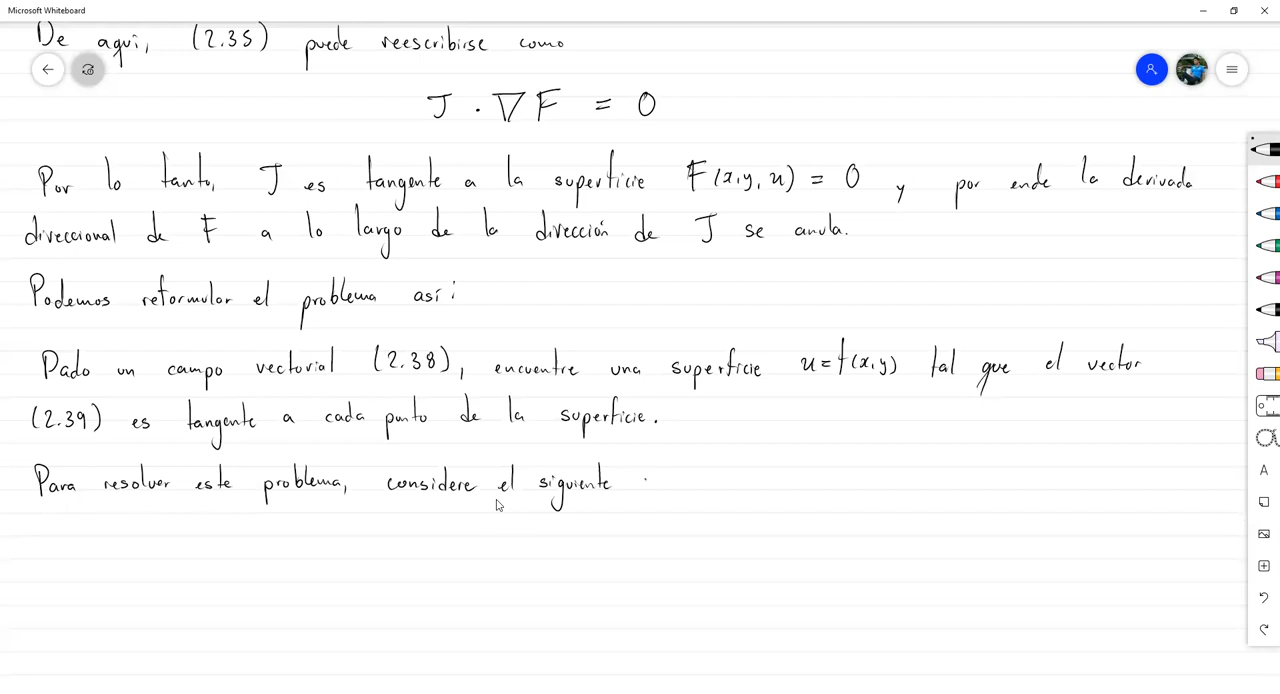 Microsoft Whiteboard
De aquí, (2.35) puede reescribirse como
J · ∇F = 0
Por lo tanto, J es tangente a la superficie F(x,y,u) = 0 y por ende la derivada
direccional de F a lo largo de la dirección de J se anula.
Podemos reformular el problema así:
Dado un campo vectorial (2.38), encuentre una superficie u=f(x,y) tal que el vector
(2.39) es tangente a cada punto de la superficie.
Para resolver este problema, considere el siguiente